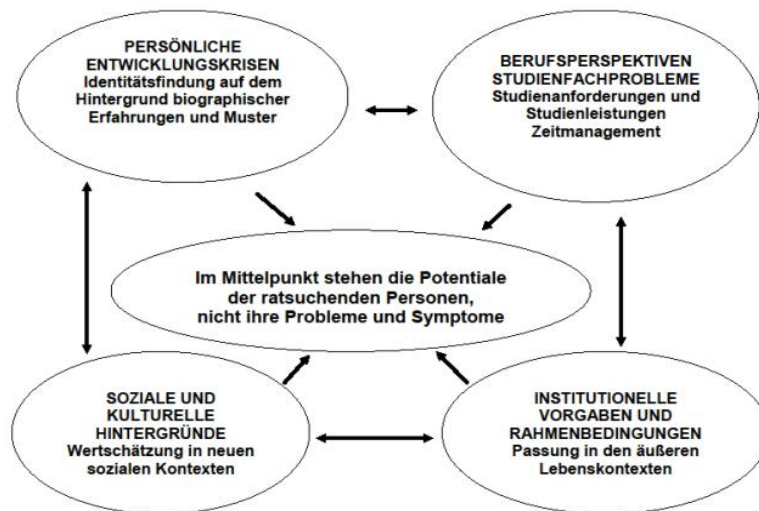 PERSÖNLICHE
ENTWICKLUNGSKRISEN
Identitätsfindung auf dem
Hintergrund biographischer
Erfahrungen und Muster
BERUFSPERSPEKTIVEN
STUDIENFACHPROBLEME
Studienanforderungen und
Studienleistungen
Zeitmanagement
Im Mittelpunkt stehen die Potentiale
der ratsuchenden Personen,
nicht ihre Probleme und Symptome
SOZIALE UND
KULTURELLE
HINTERGRÜNDE
Wertschätzung in neuen
sozialen Kontexten
INSTITUTIONELLE
VORGABEN UND
RAHMENBEDINGUNGEN
Passung in den äußeren
Lebenskontexten